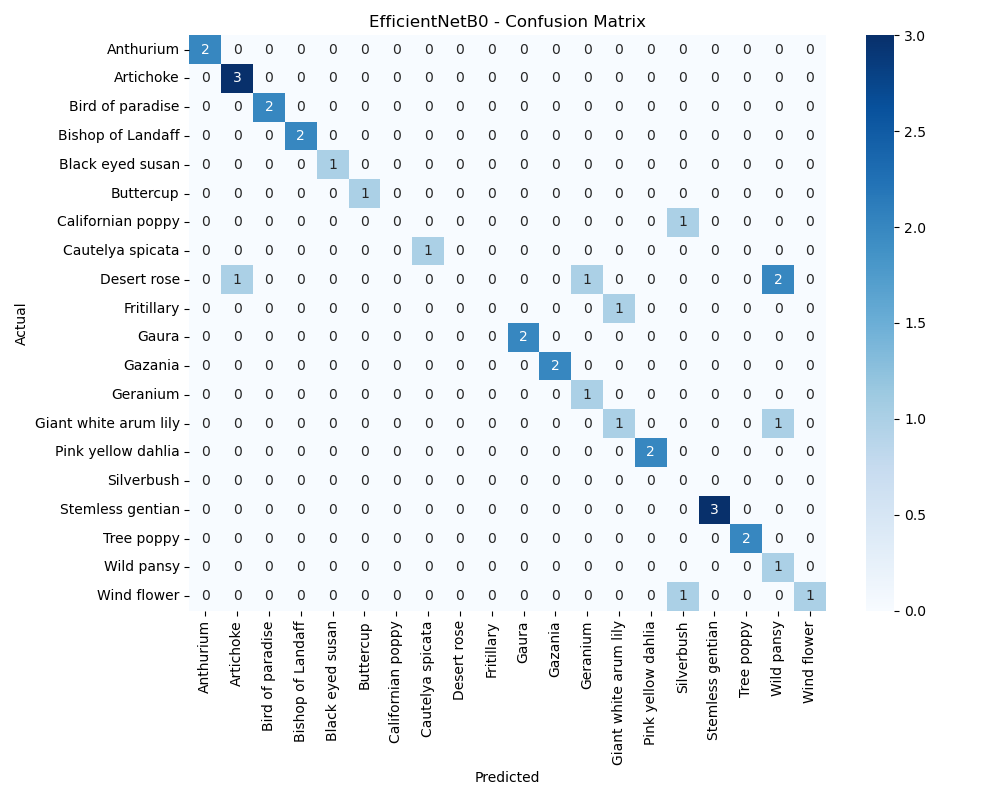 EfficientNetB0 - Confusion Matrix
Anthurium 2 0 0 0 0 0 0 0 0 0 0 0 0 0 0 0 0 0 0 0
Artichoke 0 3 0 0 0 0 0 0 0 0 0 0 0 0 0 0 0 0 0 0
Bird of paradise 0 0 2 0 0 0 0 0 0 0 0 0 0 0 0 0 0 0 0 0
Bishop of Landaff 0 0 0 2 0 0 0 0 0 0 0 0 0 0 0 0 0 0 0 0
Black eyed susan 0 0 0 0 1 0 0 0 0 0 0 0 0 0 0 0 0 0 0 0
Buttercup 0 0 0 0 0 1 0 0 0 0 0 0 0 0 0 0 0 0 0 0
Californian poppy 0 0 0 0 0 0 0 0 0 0 0 0 0 0 0 1 0 0 0 0
Cautelya spicata 0 0 0 0 0 0 0 1 0 0 0 0 0 0 0 0 0 0 0 0
Desert rose 0 1 0 0 0 0 0 0 0 0 0 0 1 0 0 0 0 0 2 0
Fritillary 0 0 0 0 0 0 0 0 0 0 0 0 0 1 0 0 0 0 0 0
Gaura 0 0 0 0 0 0 0 0 0 0 2 0 0 0 0 0 0 0 0 0
Gazania 0 0 0 0 0 0 0 0 0 0 0 2 0 0 0 0 0 0 0 0
Geranium 0 0 0 0 0 0 0 0 0 0 0 0 1 0 0 0 0 0 0 0
Giant white arum lily 0 0 0 0 0 0 0 0 0 0 0 0 0 1 0 0 0 0 1 0
Pink yellow dahlia 0 0 0 0 0 0 0 0 0 0 0 0 0 0 2 0 0 0 0 0
Silverbush 0 0 0 0 0 0 0 0 0 0 0 0 0 0 0 0 0 0 0 0
Stemless gentian 0 0 0 0 0 0 0 0 0 0 0 0 0 0 0 0 3 0 0 0
Tree poppy 0 0 0 0 0 0 0 0 0 0 0 0 0 0 0 0 0 2 0 0
Wild pansy 0 0 0 0 0 0 0 0 0 0 0 0 0 0 0 0 0 0 1 0
Wind flower 0 0 0 0 0 0 0 0 0 0 0 0 0 0 0 1 0 0 0 1
Actual
Anthurium
Artichoke
Bird of paradise
Bishop of Landaff
Black eyed susan
Buttercup
Californian poppy
Cautelya spicata
Desert rose
Fritillary
Gaura
Gazania
Geranium
Giant white arum lily
Pink yellow dahlia
Silverbush
Stemless gentian
Tree poppy
Wild pansy
Wind flower
Predicted
3.0
2.5
2.0
1.5
1.0
0.5
0.0